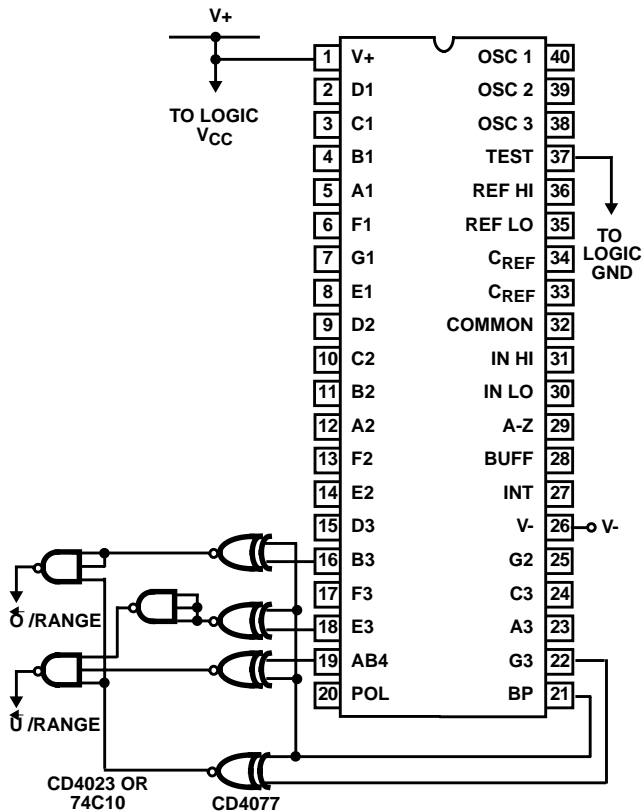 V+
TO LOGIC
VCC
1 V+ OSC 1 40
2 D1 OSC 2 39
3 C1 OSC 3 38
4 B1 TEST 37
5 A1 REF HI 36
6 F1 REF LO 35
7 G1 CREF 34
8 E1 CREF 33
9 D2 COMMON 32
10 C2 IN HI 31
11 B2 IN LO 30
12 A2 A-Z 29
13 F2 BUFF 28
14 E2 INT 27
15 D3 V- 26 V-
16 B3 G2 25
17 F3 C3 24
18 E3 A3 23
19 AB4 G3 22
20 POL BP 21
TO
LOGIC
GND
O /RANGE
U /RANGE
CD4023 OR
74C10
CD4077